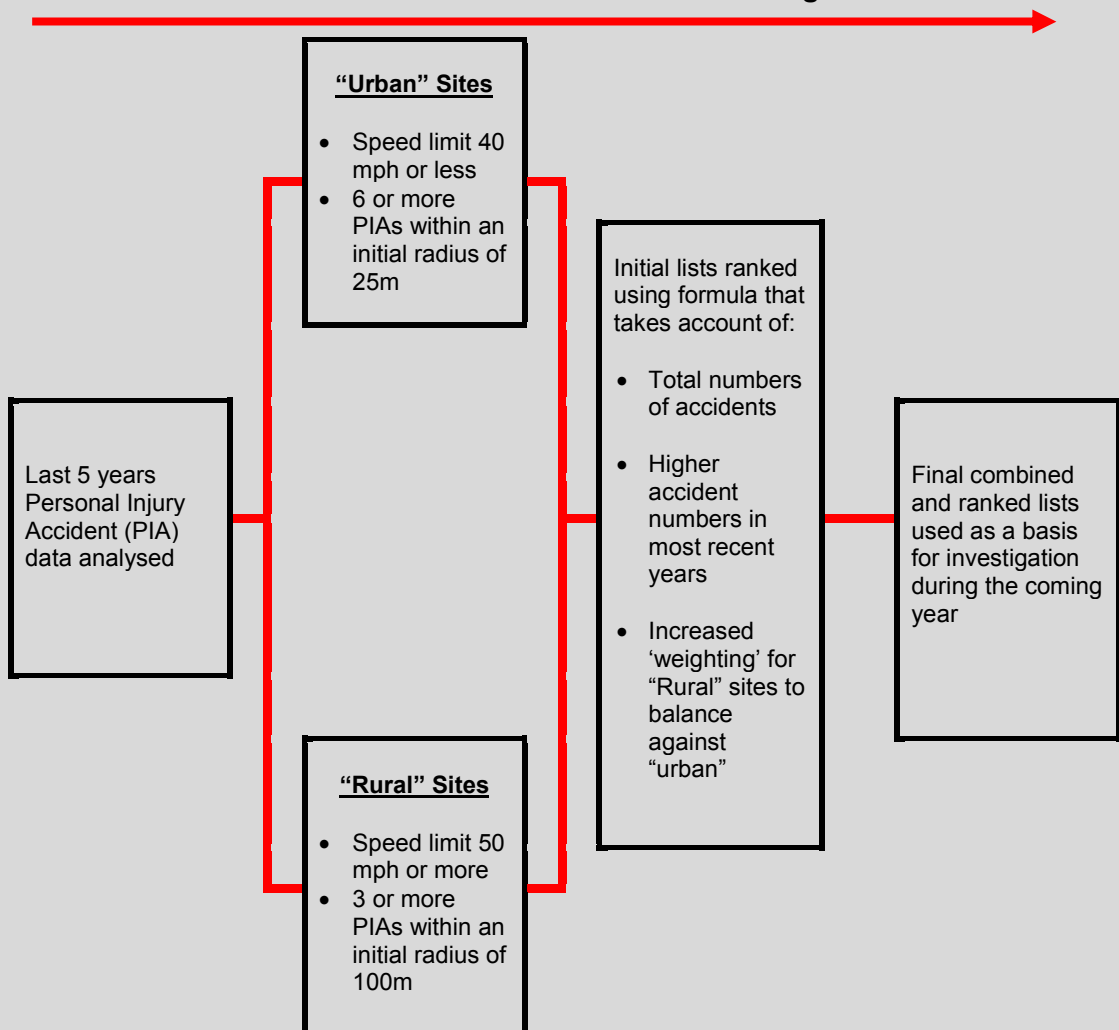 Last 5 years
Personal Injury
Accident (PIA)
data analysed
“Urban” Sites
• Speed limit 40
mph or less
• 6 or more
PIAs within an
initial radius of
25m
“Rural” Sites
• Speed limit 50
mph or more
• 3 or more
PIAs within an
initial radius of
100m
Initial lists ranked
using formula that
takes account of:
• Total numbers
of accidents
• Higher
accident
numbers in
most recent
years
• Increased
‘weighting’ for
“Rural” sites to
balance
against
“urban”
Final combined
and ranked lists
used as a basis
for investigation
during the coming
year